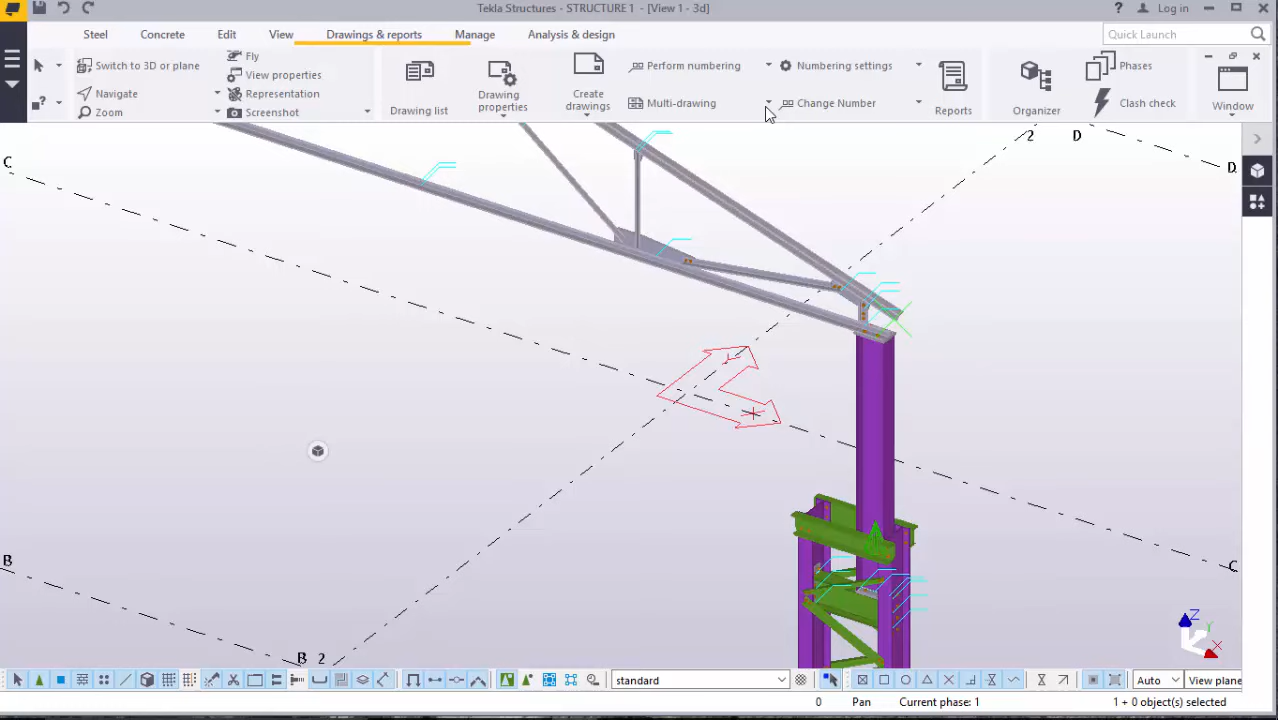 Tekla Structures - STRUCTURE 1 - [View 1 - 3d]
? Log in
Steel Concrete Edit View Drawings & reports Manage Analysis & design Quick Launch
Switch to 3D or plane
Navigate
Zoom
Fly
View properties
Representation
Screenshot
Drawing list
Drawing
properties
Create
drawings
Perform numbering
Multi-drawing
Numbering settings
Change Number
Reports
Organizer
Phases
Clash check
Window
C
2
D
D
B
B 2
C
Z
Y
X
standard
Auto
View plane
0 Pan Current phase: 1 1 + 0 object(s) selected